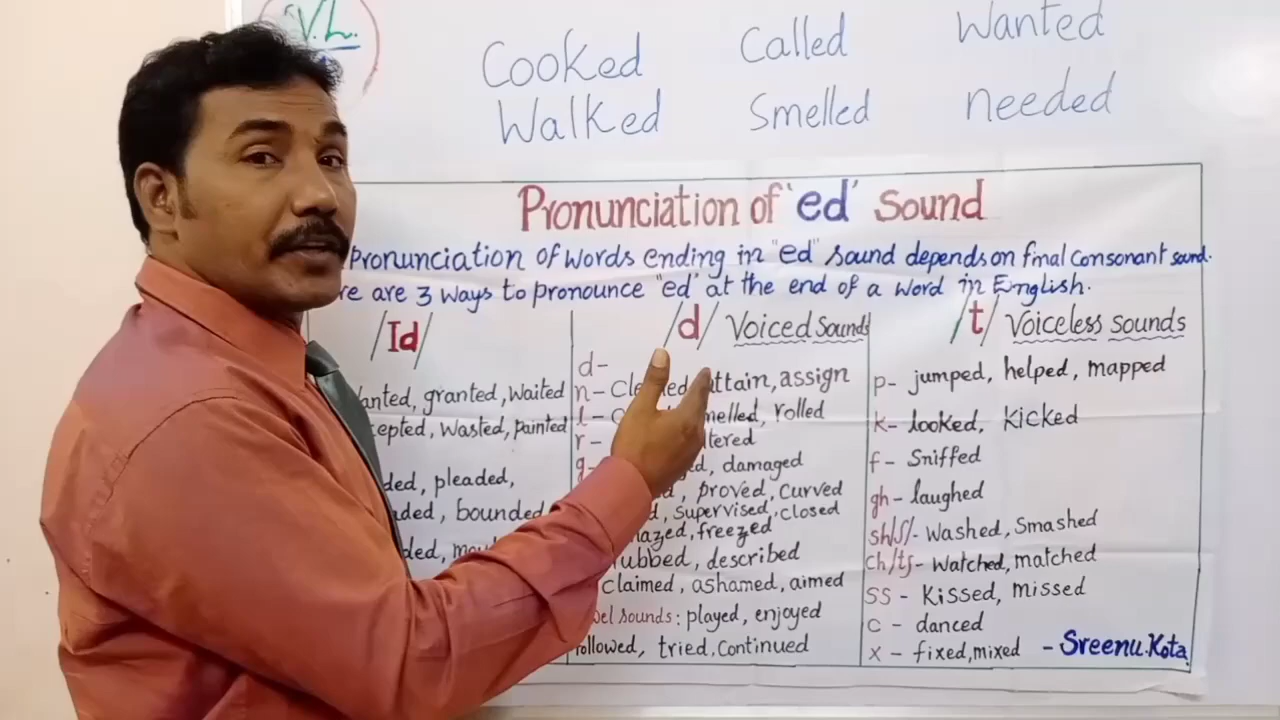 V.L.
Cooked Called Wanted
Walked Smelled needed
Pronunciation of 'ed' Sound
Pronunciation of words ending in "ed" sound depends on final consonant sound.
are 3 ways to pronounce "ed" at the end of a word in English.
/Id/ /d/ Voiced Sounds /t/ Voiceless sounds
granted, Waited
Wasted, painted
pleaded,
bounded
d-
n- attain, assign
l- rolled
r-
g- damaged
proved, curved
supervised, closed
freezed
rubbed, described
claimed, ashamed, aimed
sounds: played, enjoyed
followed, tried, Continued
p- jumped, helped, mapped
k- looked, kicked
f- Sniffed
gh- laughed
sh/ʃ/- Washed, Smashed
ch/tʃ- Watched, matched
ss - Kissed, missed
c - danced
x - fixed, mixed - Sreenu.Kota.